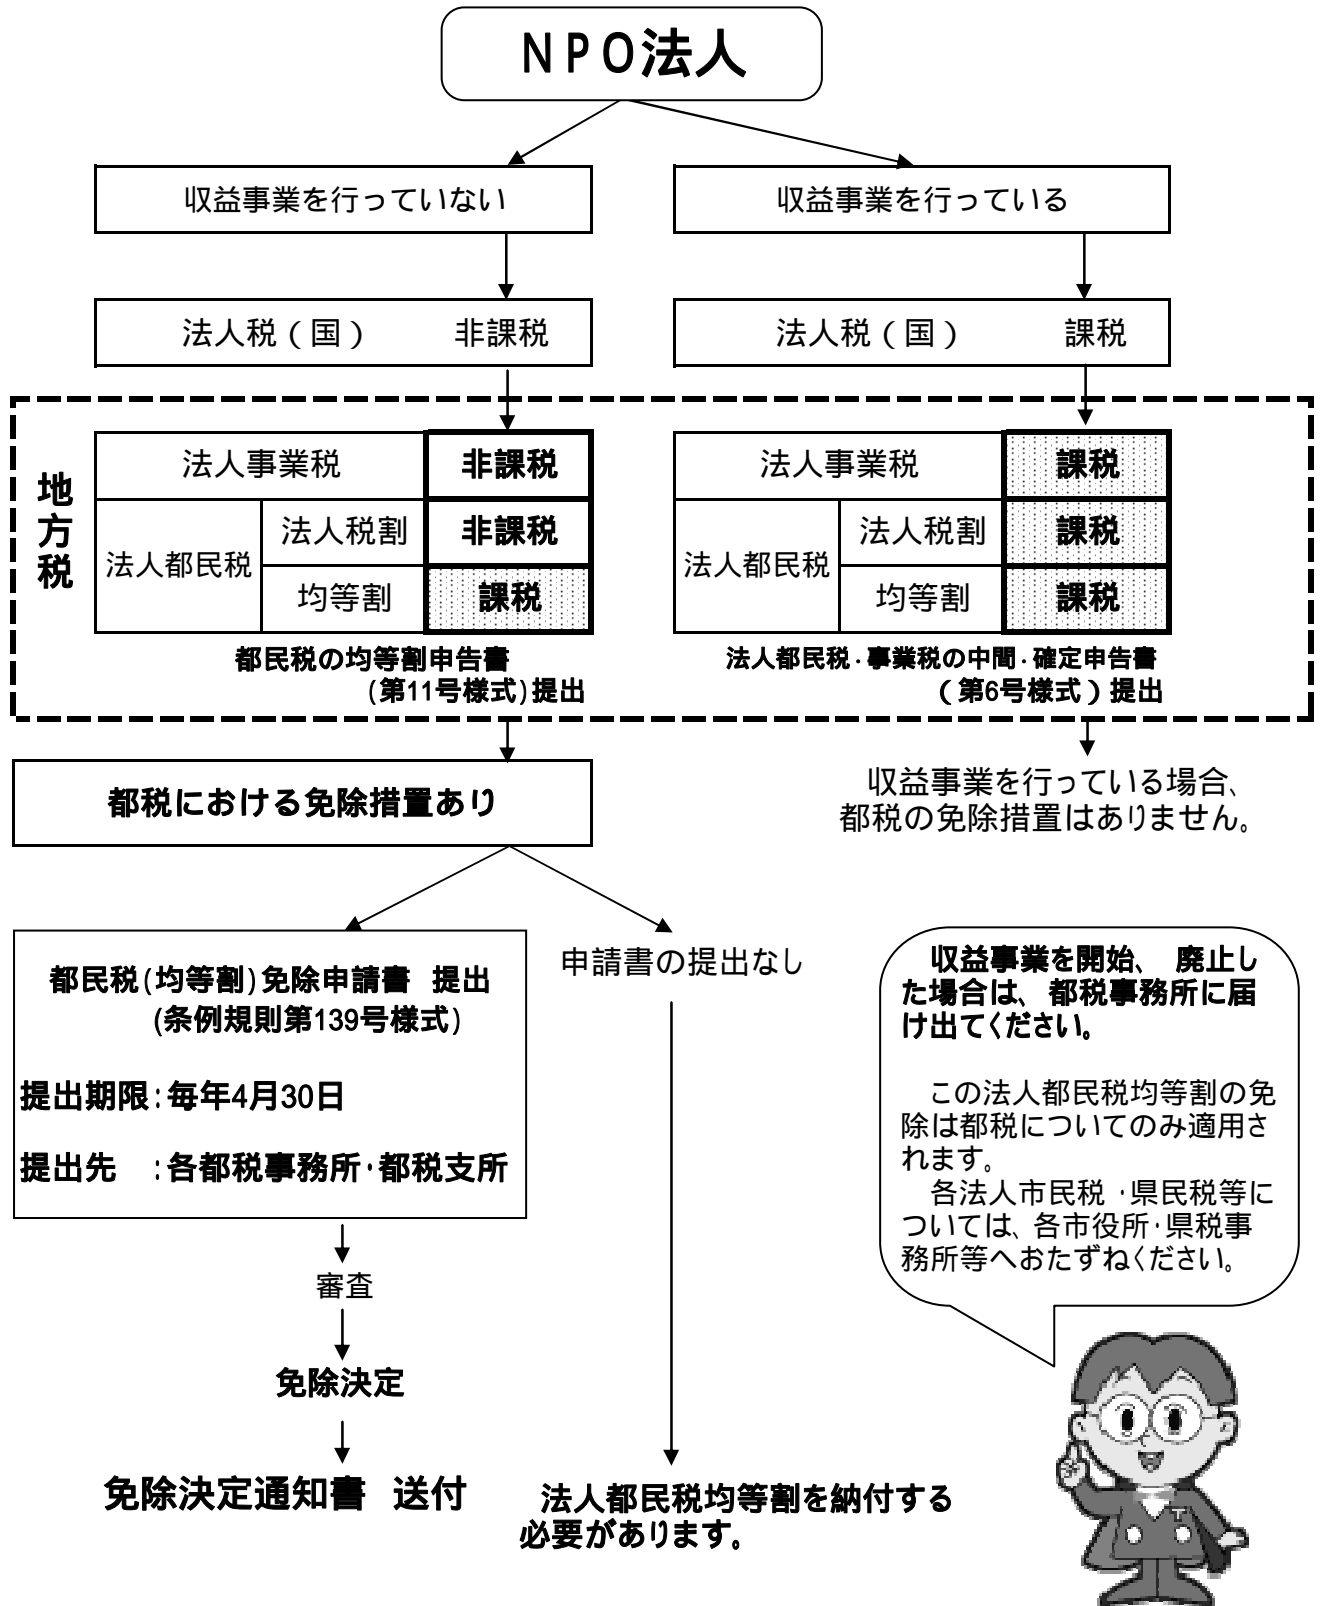 NPO法人
収益事業を行っていない
収益事業を行っている
法人税（国） 非課税
法人税（国） 課税
地方税
法人事業税 非課税
法人都民税 法人税割 非課税
均等割 課税
都民税の均等割申告書
(第11号様式)提出
法人事業税 課税
法人都民税 法人税割 課税
均等割 課税
法人都民税・事業税の中間・確定申告書
（第6号様式）提出
都税における免除措置あり
収益事業を行っている場合、
都税の免除措置はありません。
都民税(均等割)免除申請書 提出
(条例規則第139号様式)
提出期限:毎年4月30日
提出先 :各都税事務所・都税支所
審査
免除決定
免除決定通知書 送付
申請書の提出なし
法人都民税均等割を納付する
必要があります。
収益事業を開始、廃止し
た場合は、都税事務所に届
け出てください。
この法人都民税均等割の免
除は都税についてのみ適用さ
れます。
各法人市民税・県民税等に
ついては、各市役所・県税事
務所等へおたずねください。